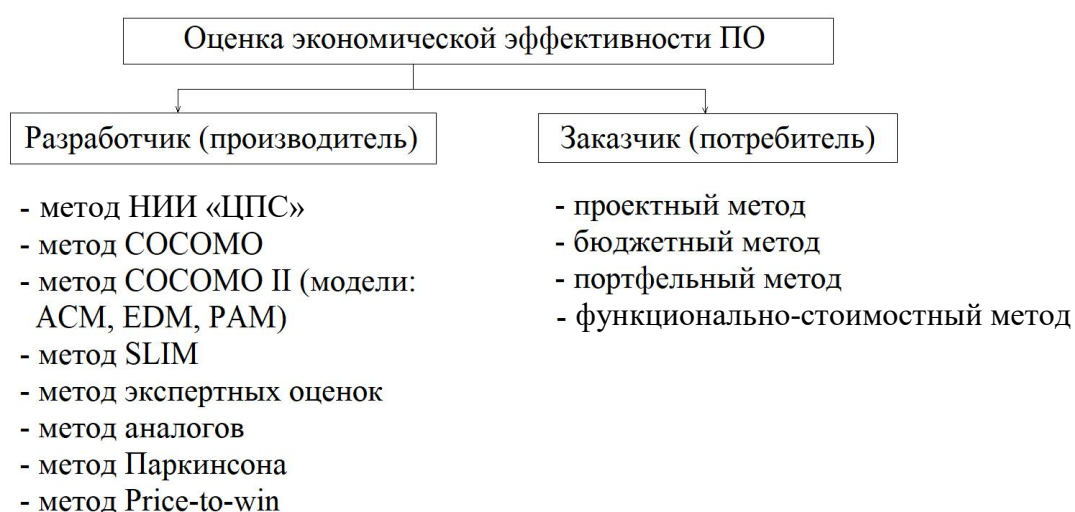 Оценка экономической эффективности ПО
Разработчик (производитель)
- метод НИИ «ЦПС»
- метод COCOMO
- метод COCOMO II (модели:
ACM, EDM, PAM)
- метод SLIM
- метод экспертных оценок
- метод аналогов
- метод Паркинсона
- метод Price-to-win
Заказчик (потребитель)
- проектный метод
- бюджетный метод
- портфельный метод
- функционально-стоимостный метод